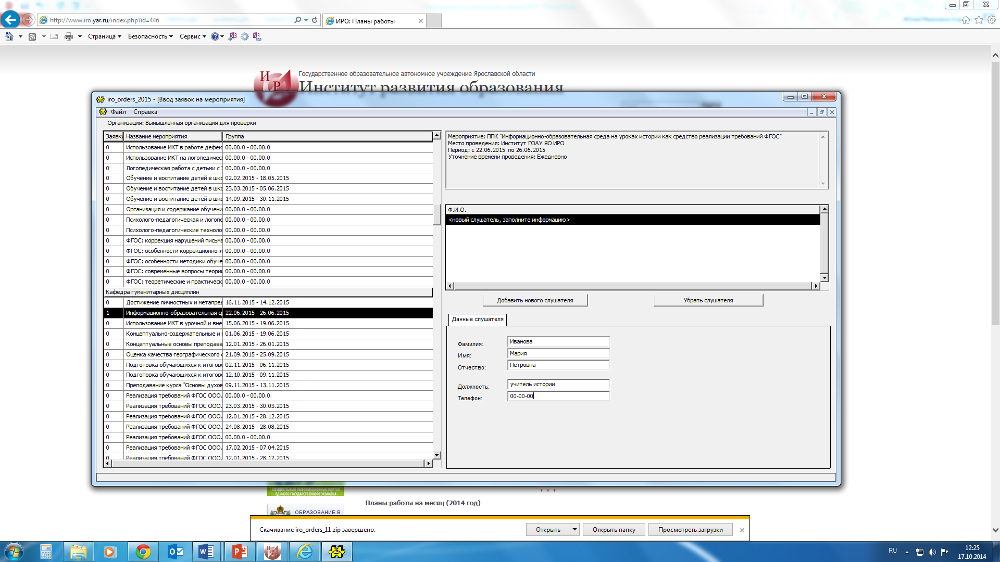 http://www.iro.yar.ru/index.php?id=446
ИРО: Планы работы
Страница
Безопасность
Сервис
Государственное образовательное автономное учреждение Ярославской области
И
Р
Институт развития образования
iro_orders_2015 - [Ввод заявок на мероприятия]
Файл Справка
Организация: Вымышленная организация для проверки
Заявки Название мероприятия Группа
0 Использование ИКТ в работе дефек 00.00.0 - 00.00.0
0 Использование ИКТ на логопедичес 00.00.0 - 00.00.0
0 Логопедическая работа с детьми с 00.00.0 - 00.00.0
0 Обучение и воспитание детей в шко 02.02.2015 - 18.05.2015
0 Обучение и воспитание детей в шко 23.03.2015 - 05.06.2015
0 Обучение и воспитание детей в шко 14.09.2015 - 30.11.2015
0 Организация и содержание обучени 00.00.0 - 00.00.0
0 Психолого-педагогическая и логопе 00.00.0 - 00.00.0
0 Психолого-педагогические техноло 00.00.0 - 00.00.0
0 ФГОС: коррекция нарушений письма 00.00.0 - 00.00.0
0 ФГОС: особенности коррекционно-л 00.00.0 - 00.00.0
0 ФГОС: особенности методики обуче 00.00.0 - 00.00.0
0 ФГОС: современные вопросы теории 00.00.0 - 00.00.0
0 ФГОС: теоретические и практическ 00.00.0 - 00.00.0
Кафедра гуманитарных дисциплин
0 Достижение личностных и метапред 16.11.2015 - 14.12.2015
1 Информационно-образовательная ср 22.06.2015 - 26.06.2015
0 Использование ИКТ в урочной и вне 15.06.2015 - 19.06.2015
0 Концептуально-содержательные и 01.06.2015 - 19.06.2015
0 Концептуальные основы преподава 12.01.2015 - 26.01.2015
0 Оценка качества географического о 21.09.2015 - 25.09.2015
0 Подготовка обучающихся к итогово 02.11.2015 - 06.11.2015
0 Подготовка обучающихся к итогово 12.10.2015 - 09.11.2015
0 Преподавание курса "Основы духов 09.11.2015 - 13.11.2015
0 Реализация требований ФГОС ООО. 00.00.0 - 00.00.0
0 Реализация требований ФГОС ООО. 23.03.2015 - 30.03.2015
0 Реализация требований ФГОС ООО. 12.01.2015 - 28.12.2015
0 Реализация требований ФГОС ООО. 24.08.2015 - 28.08.2015
0 Реализация требований ФГОС ООО. 00.00.0 - 00.00.0
0 Реализация требований ФГОС ООО. 17.02.2015 - 07.04.2015
0 Реализация требований ФГОС ООО. 12.01.2015 - 28.12.2015
Мероприятие: ППК "Информационно-образовательная среда на уроках истории как средство реализации требований ФГОС"
Место проведения: Институт ГОАУ ЯО ИРО
Период: с 22.06.2015 по 26.06.2015
Уточнение времени проведения: Ежедневно
Ф.И.О.
<новый слушатель, заполните информацию>
Добавить нового слушателя
Убрать слушателя
Данные слушателя
Фамилия: Иванова
Имя: Мария
Отчество: Петровна
Должность: учитель истории
Телефон: 00-00-00
ОФИЦИАЛЬНЫЙ ИНФОРМАЦИОННЫЙ ПОРТАЛ
ЕДИНОГО ГОСУДАРСТВЕННОГО ЭКЗАМЕНА
* * *
Планы работы на месяц (2014 год)
ОБРАЗОВАНИЕ В
Скачивание iro_orders_11.zip завершено.
Открыть
Открыть папку
Просмотреть загрузки
RU
12:25
17.10.2014